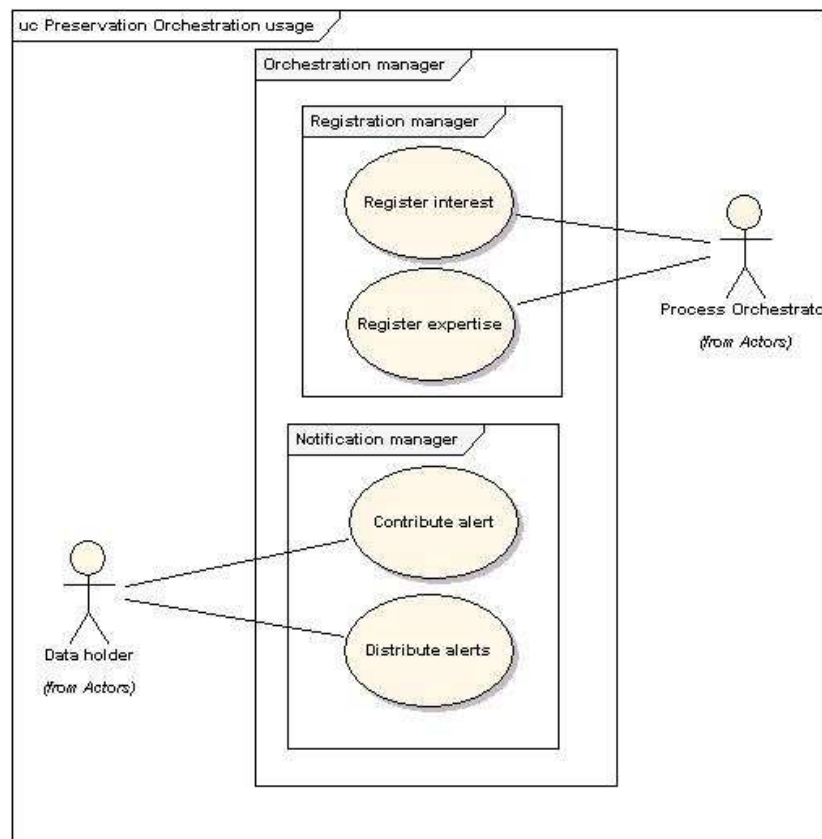 uc Preservation Orchestration usage
Orchestration manager
Registration manager
Register interest
Register expertise
Process Orchestrato
(from Actors)
Notification manager
Contribute alert
Distribute alerts
Data holder
(from Actors)